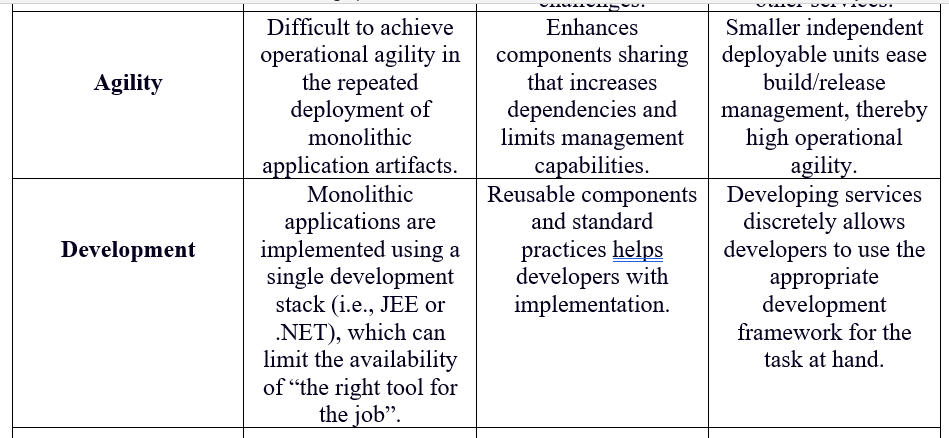 challenges.
other services.
Agility
Difficult to achieve
operational agility in
the repeated
deployment of
monolithic
application artifacts.
Enhances
components sharing
that increases
dependencies and
limits management
capabilities.
Smaller independent
deployable units ease
build/release
management, thereby
high operational
agility.
Development
Monolithic
applications are
implemented using a
single development
stack (i.e., JEE or
.NET), which can
limit the availability
of “the right tool for
the job”.
Reusable components
and standard
practices helps
developers with
implementation.
Developing services
discretely allows
developers to use the
appropriate
development
framework for the
task at hand.